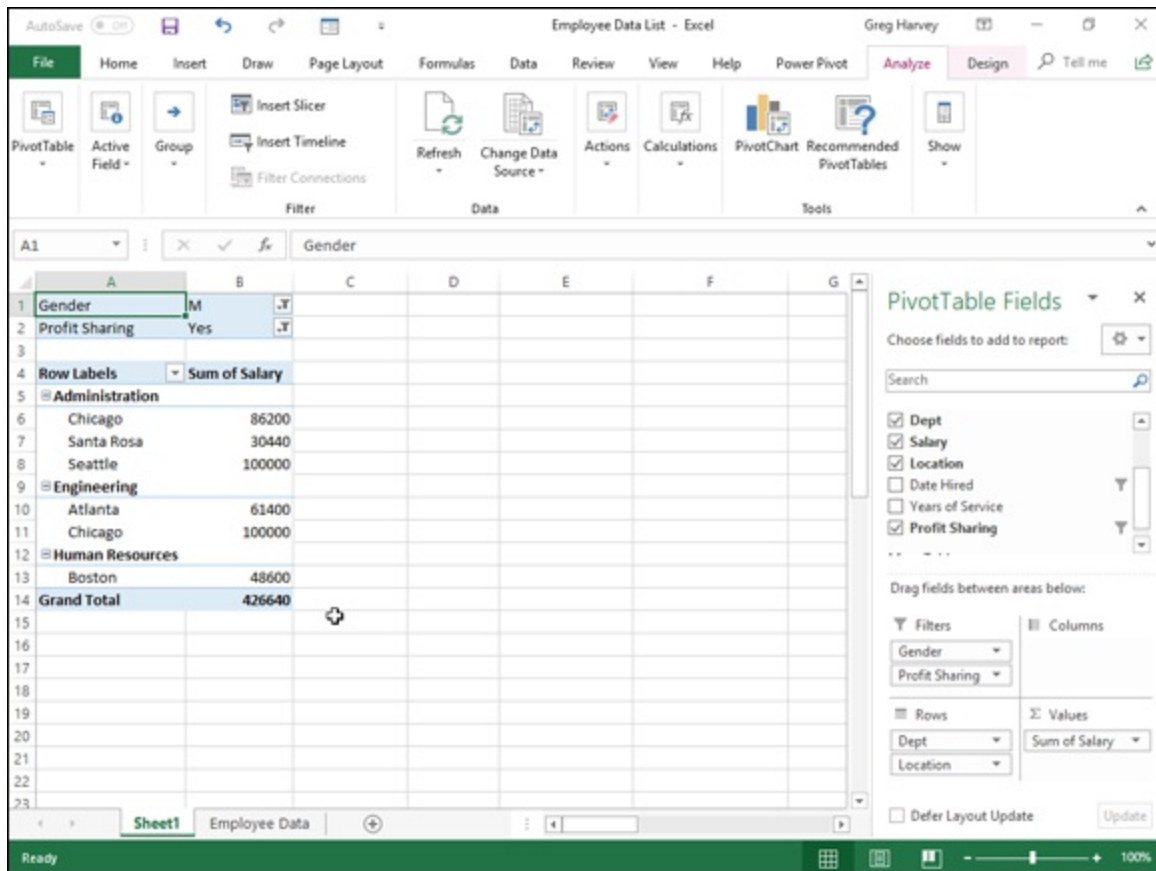 AutoSave Off Employee Data List - Excel Greg Harvey
File Home Insert Draw Page Layout Formulas Data Review View Help Power Pivot Analyze Design Tell me
PivotTable Active Field Group Insert Slicer Insert Timeline Filter Connections Refresh Change Data Source Actions Calculations PivotChart Recommended PivotTables Show
Filter Data Tools
A1 fx Gender
A B C D E F G
1 Gender M
2 Profit Sharing Yes
3
4 Row Labels Sum of Salary
5 Administration
6 Chicago 86200
7 Santa Rosa 30440
8 Seattle 100000
9 Engineering
10 Atlanta 61400
11 Chicago 100000
12 Human Resources
13 Boston 48600
14 Grand Total 426640
15
16
17
18
19
20
21
22
23
PivotTable Fields
Choose fields to add to report:
Search
Dept
Salary
Location
Date Hired
Years of Service
Profit Sharing
Drag fields between areas below:
Filters Columns
Gender
Profit Sharing
Rows Σ Values
Dept Sum of Salary
Location
Defer Layout Update Update
Sheet1 Employee Data
Ready 100%